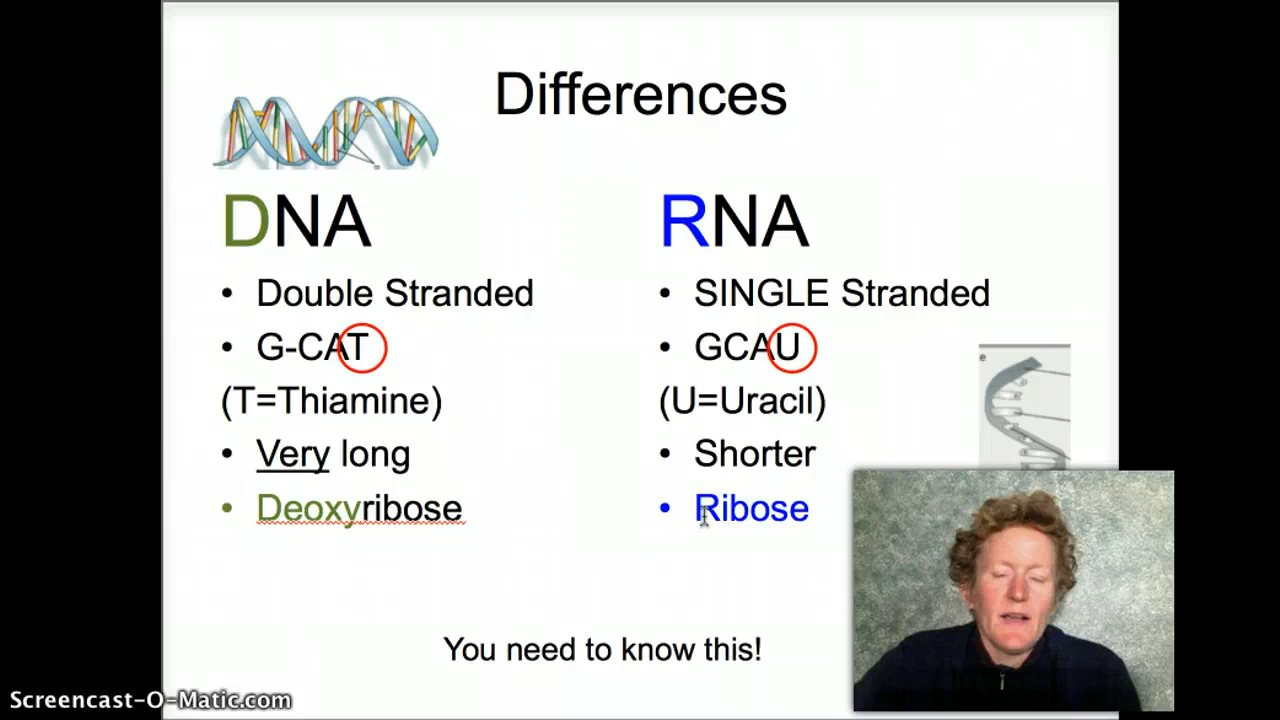 Differences
DNA
• Double Stranded
• G-CAT
(T=Thiamine)
• Very long
• Deoxyribose
RNA
• SINGLE Stranded
• GCAU
(U=Uracil)
• Shorter
• Ribose
e
You need to know this!
Screencast-O-Matic.com